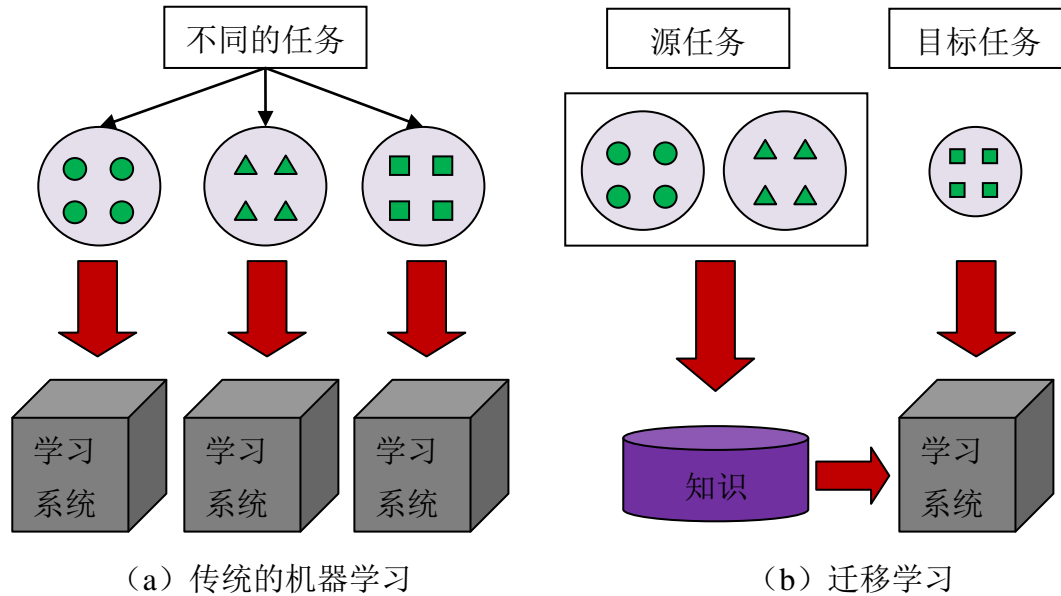 不同的任务
源任务
目标任务
学习
系统
学习
系统
学习
系统
知识
学习
系统
（a）传统的机器学习
（b）迁移学习